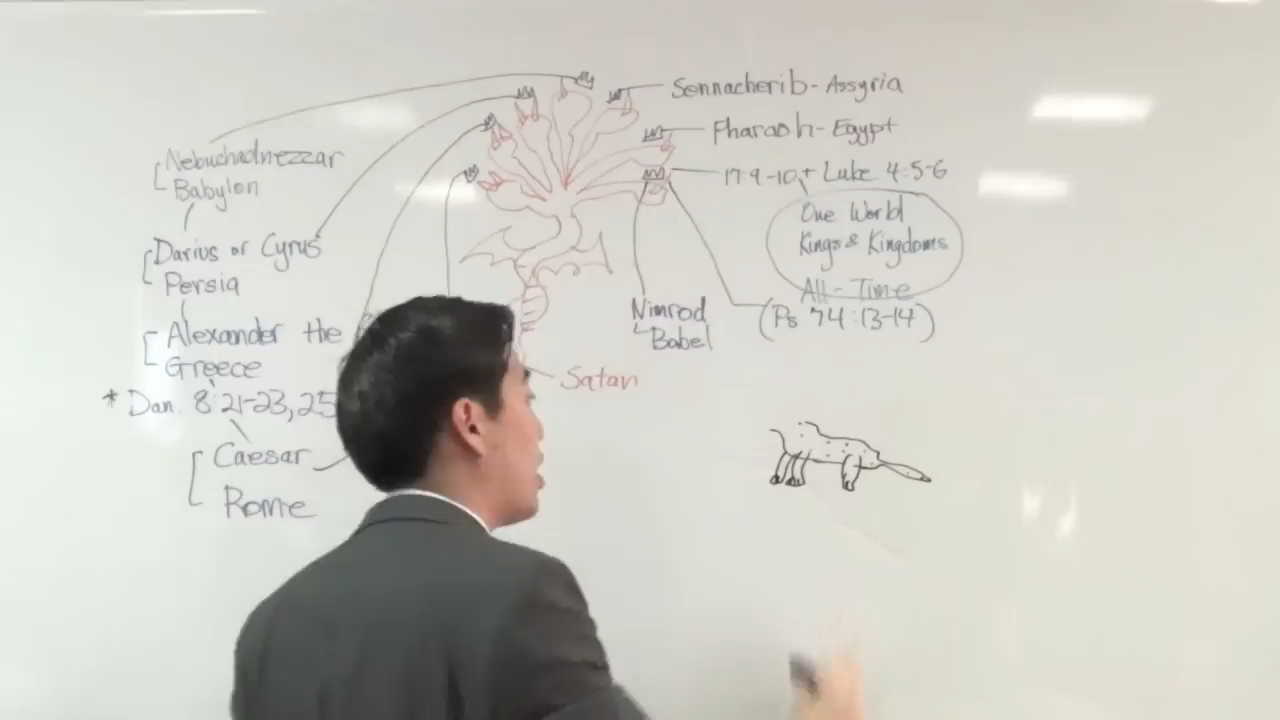 Sennacherib - Assyria
Pharaoh - Egypt
17:9-10, + Luke 4:5-6
One World
Kings & Kingdoms
All - Time
(Ps 74:13-14)
Nimrod
Babel
Nebuchadnezzar
Babylon
Darius or Cyrus
Persia
Alexander the
Greece
* Dan. 8:21-23, 25
Caesar
Rome
Satan